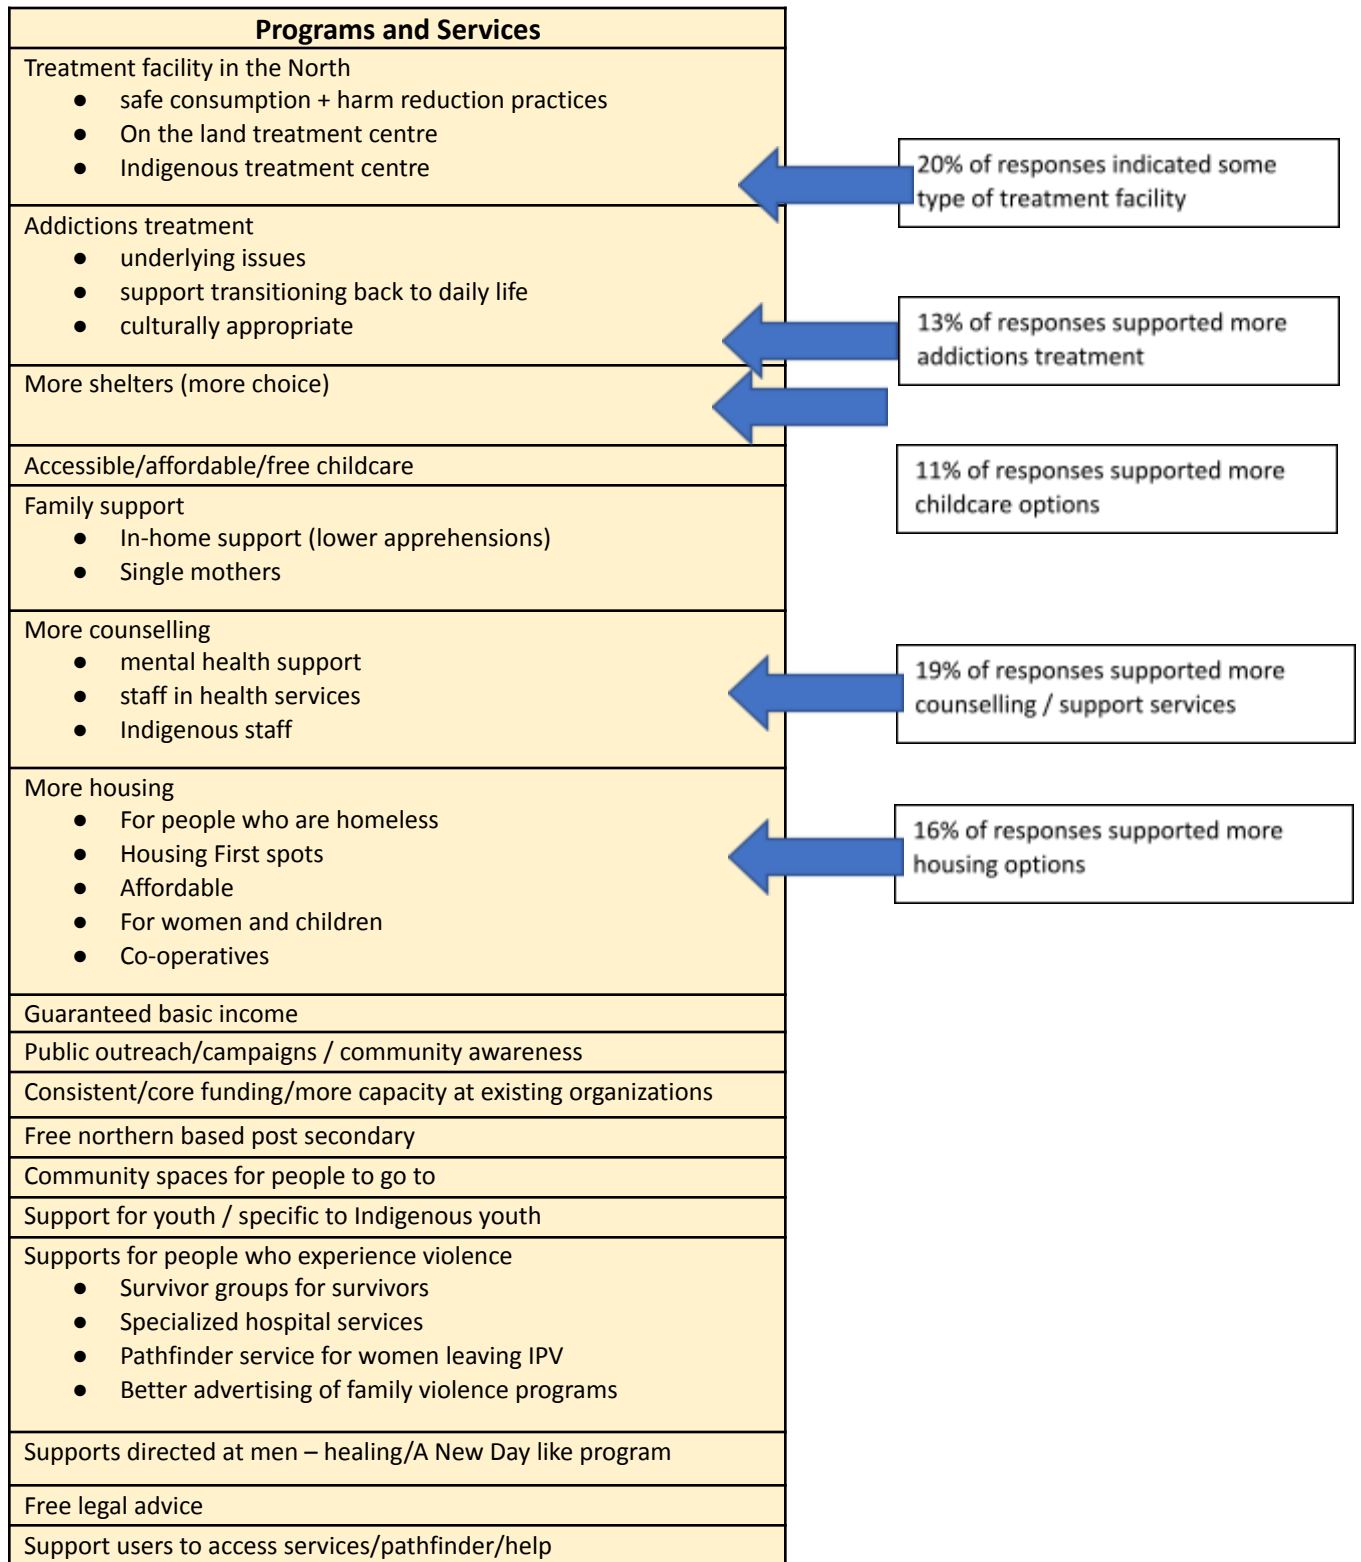 Programs and Services
Treatment facility in the North
● safe consumption + harm reduction practices
● On the land treatment centre
● Indigenous treatment centre
20% of responses indicated some
type of treatment facility
Addictions treatment
● underlying issues
● support transitioning back to daily life
● culturally appropriate
13% of responses supported more
addictions treatment
More shelters (more choice)
Accessible/affordable/free childcare
11% of responses supported more
childcare options
Family support
● In-home support (lower apprehensions)
● Single mothers
More counselling
● mental health support
● staff in health services
● Indigenous staff
19% of responses supported more
counselling / support services
More housing
● For people who are homeless
● Housing First spots
● Affordable
● For women and children
● Co-operatives
16% of responses supported more
housing options
Guaranteed basic income
Public outreach/campaigns / community awareness
Consistent/core funding/more capacity at existing organizations
Free northern based post secondary
Community spaces for people to go to
Support for youth / specific to Indigenous youth
Supports for people who experience violence
● Survivor groups for survivors
● Specialized hospital services
● Pathfinder service for women leaving IPV
● Better advertising of family violence programs
Supports directed at men – healing/A New Day like program
Free legal advice
Support users to access services/pathfinder/help